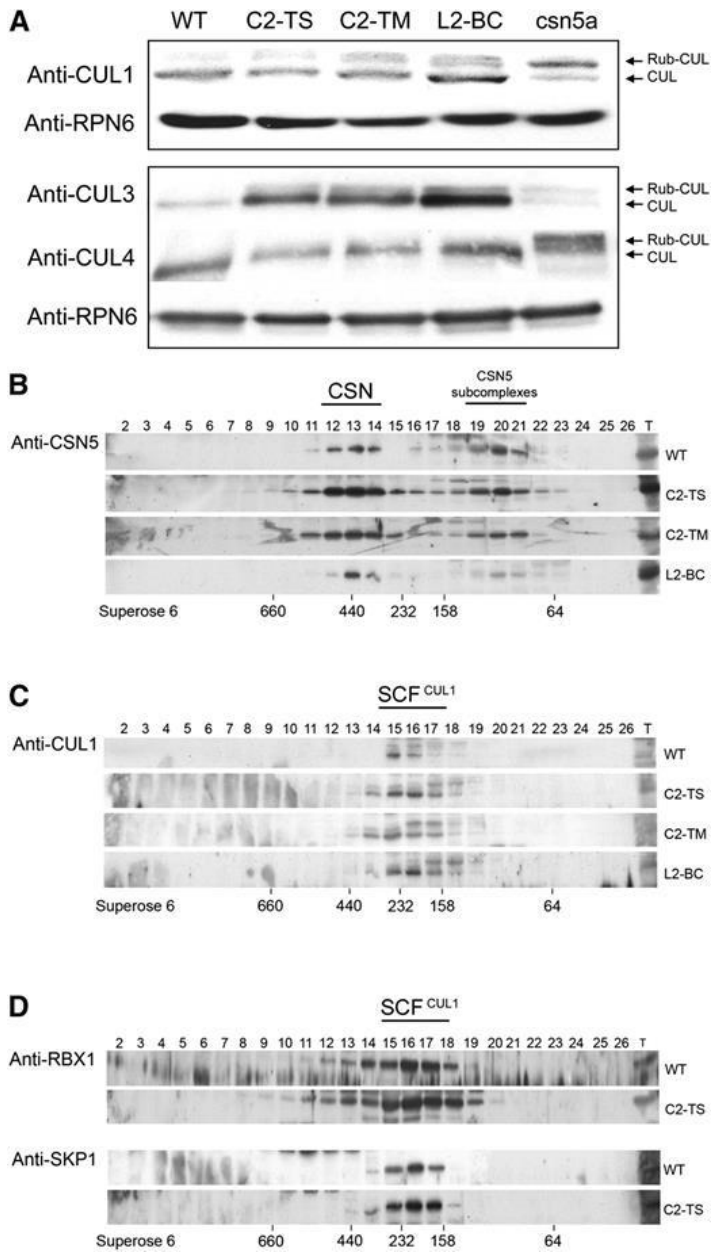 A
WT C2-TS C2-TM L2-BC csn5a
Anti-CUL1
Rub-CUL
CUL
Anti-RPN6
Anti-CUL3
Rub-CUL
CUL
Anti-CUL4
Rub-CUL
CUL
Anti-RPN6
B
CSN
CSN5 subcomplexes
2 3 4 5 6 7 8 9 10 11 12 13 14 15 16 17 18 19 20 21 22 23 24 25 26 T
Anti-CSN5
WT
C2-TS
C2-TM
L2-BC
Superose 6 660 440 232 158 64
C
SCF CUL1
2 3 4 5 6 7 8 9 10 11 12 13 14 15 16 17 18 19 20 21 22 23 24 25 26 T
Anti-CUL1
WT
C2-TS
C2-TM
L2-BC
Superose 6 660 440 232 158 64
D
SCF CUL1
2 3 4 5 6 7 8 9 10 11 12 13 14 15 16 17 18 19 20 21 22 23 24 25 26 T
Anti-RBX1
WT
C2-TS
Anti-SKP1
WT
C2-TS
Superose 6 660 440 232 158 64